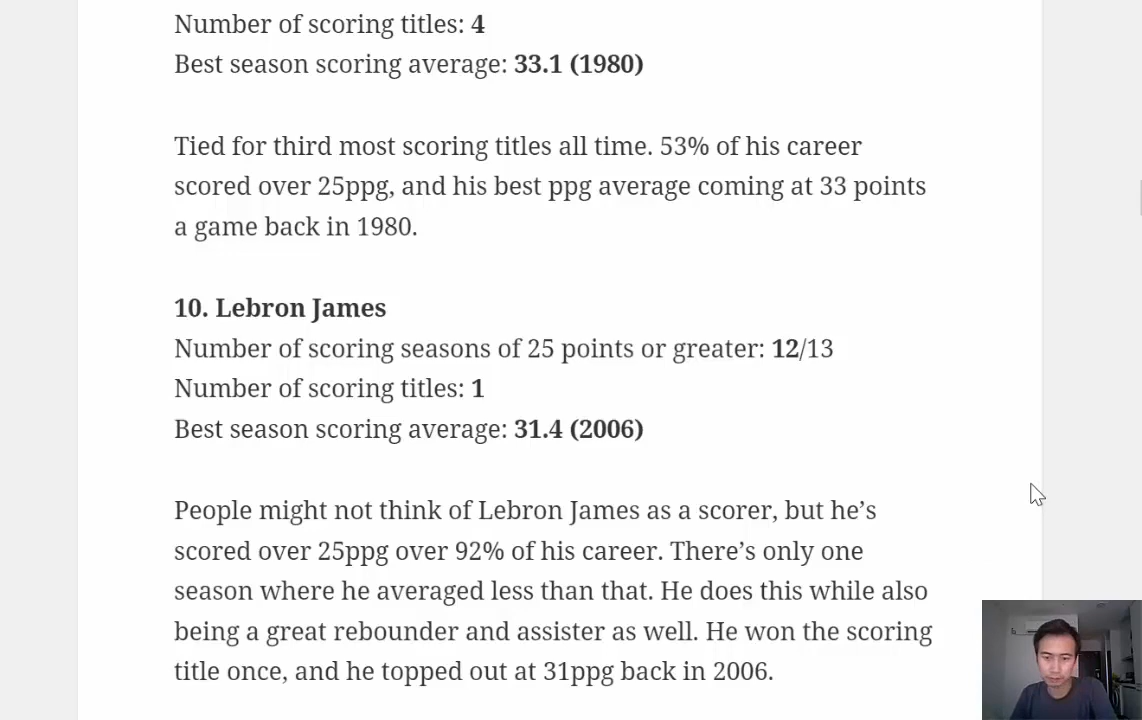 Number of scoring titles: 4
Best season scoring average: 33.1 (1980)
Tied for third most scoring titles all time. 53% of his career
scored over 25ppg, and his best ppg average coming at 33 points
a game back in 1980.
10. Lebron James
Number of scoring seasons of 25 points or greater: 12/13
Number of scoring titles: 1
Best season scoring average: 31.4 (2006)
People might not think of Lebron James as a scorer, but he’s
scored over 25ppg over 92% of his career. There’s only one
season where he averaged less than that. He does this while also
being a great rebounder and assister as well. He won the scoring
title once, and he topped out at 31ppg back in 2006.